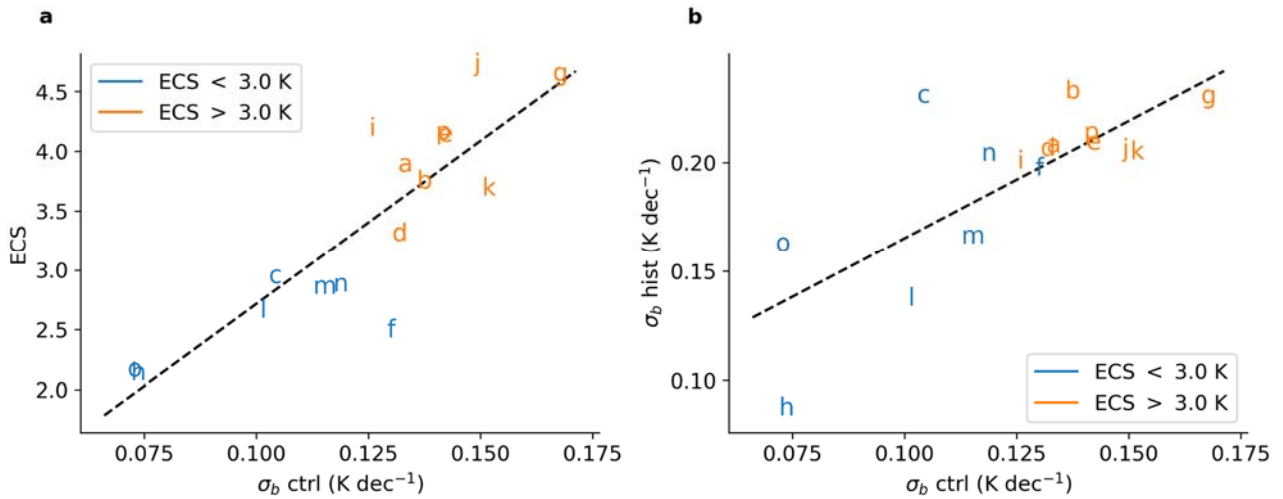 a
ECS < 3.0 K
ECS > 3.0 K
4.5
4.0
3.5
3.0
2.5
2.0
ECS
j
g
i
p
e
a
b
k
d
c
l
m
n
f
o
h
0.075 0.100 0.125 0.150 0.175
σb ctrl (K dec−1)
b
0.20
0.15
0.10
σb hist (K dec−1)
c
b
g
n
i
d
a
p
e
j
k
f
o
m
l
h
ECS < 3.0 K
ECS > 3.0 K
0.075 0.100 0.125 0.150 0.175
σb ctrl (K dec−1)